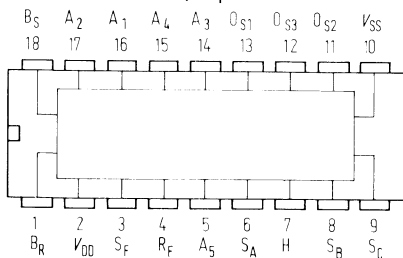 B_S A_2 A_1 A_4 A_3 O_S1 O_S3 O_S2 V_SS
18 17 16 15 14 13 12 11 10
1 2 3 4 5 6 7 8 9
B_R V_DD S_F R_F A_5 S_A H S_B S_C